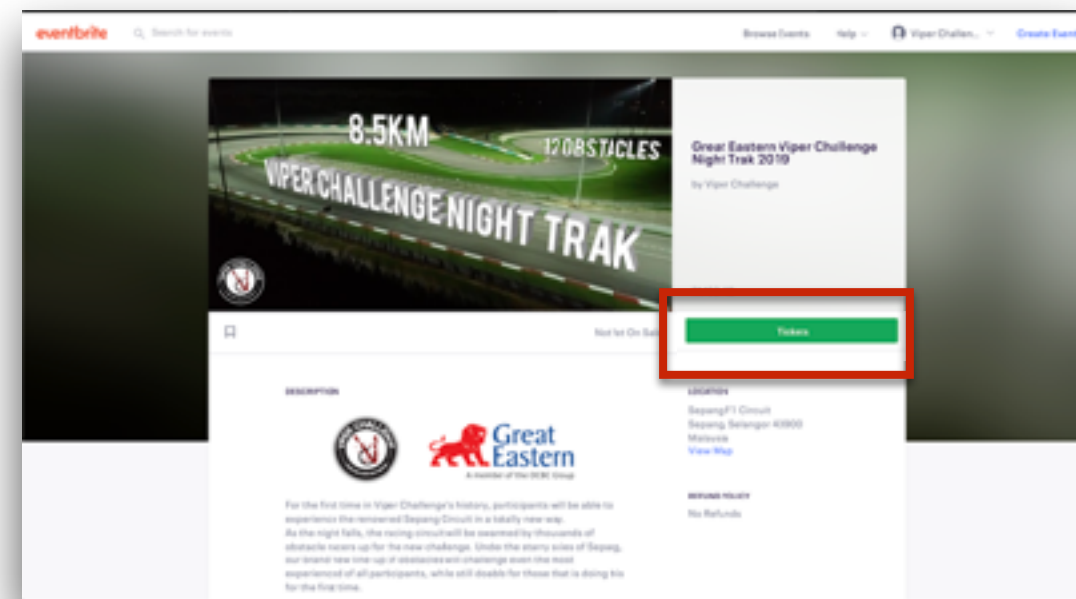 eventbrite
Search for events
Browse Events
Help
Viper Challen...
Create Event
8.5KM
12 OBSTACLES
VIPER CHALLENGE NIGHT TRAK
Great Eastern Viper Challenge
Night Trak 2019
by Viper Challenge
Not Yet On Sale
Tickets
DESCRIPTION
VIPER CHALLENGE
Great
Eastern
A member of the OCBC Group
For the first time in Viper Challenge's history, participants will be able to
experience the renowned Sepang Circuit in a totally new way.
As the night falls, the racing circuit will be swarmed by thousands of
obstacle racers up for the new challenge. Under the starry skies of Sepang,
our brand new line-up of obstacles will challenge even the most
experienced of all participants, while still doable for those that is doing this
for the first time.
LOCATION
Sepang F1 Circuit
Sepang, Selangor 43900
Malaysia
View Map
REFUND POLICY
No Refunds